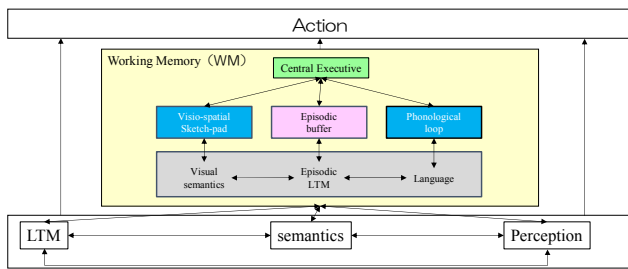 Action
Working Memory（WM）
Central Executive
Visio-spatial
Sketch-pad
Episodic
buffer
Phonological
loop
Visual
semantics
Episodic
LTM
Language
LTM
semantics
Perception